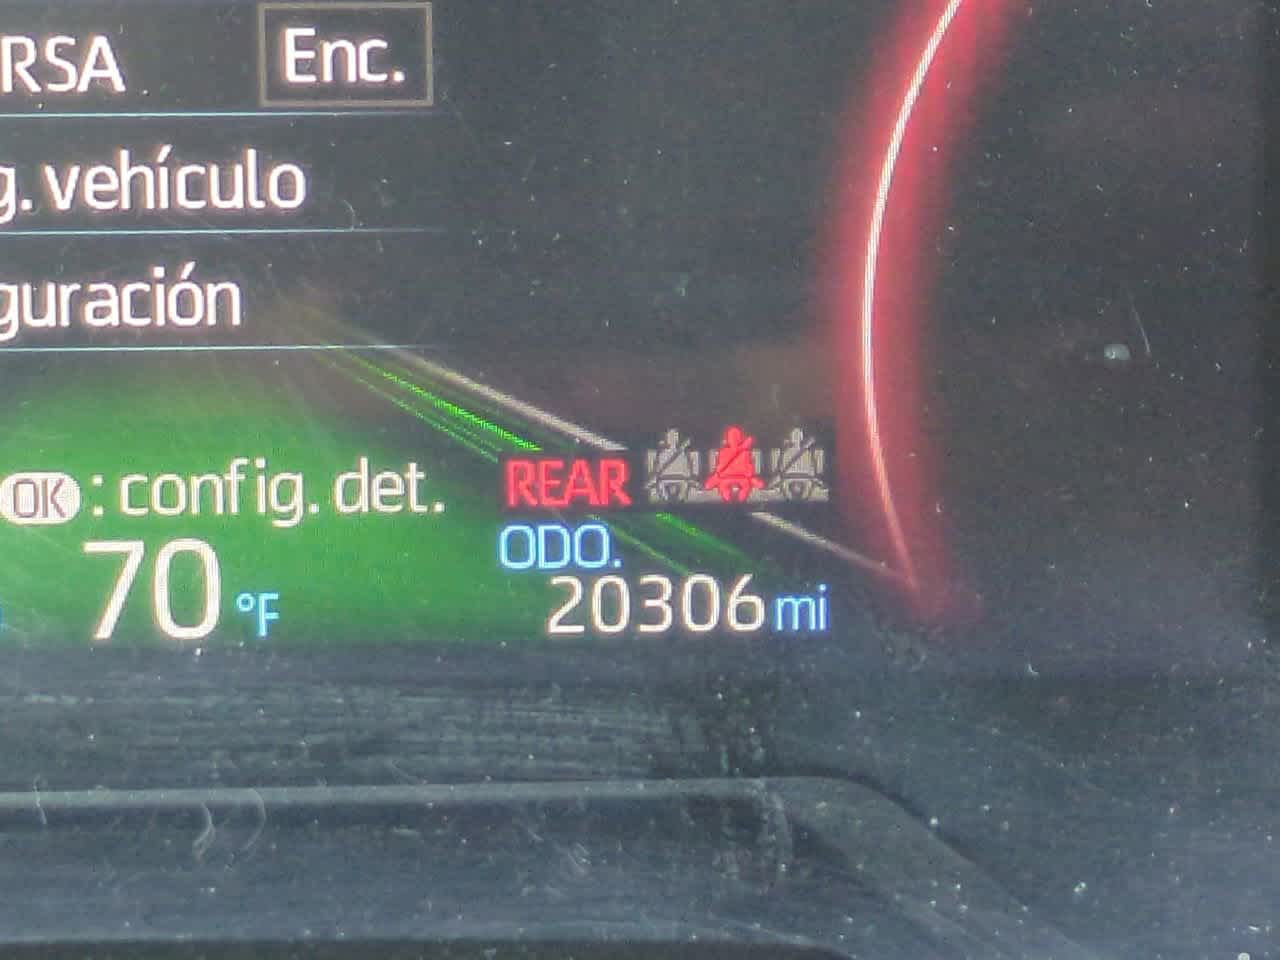 RSA Enc.
g. vehículo
guración
OK : config. det.
REAR
ODO.
70 °F
20306 mi